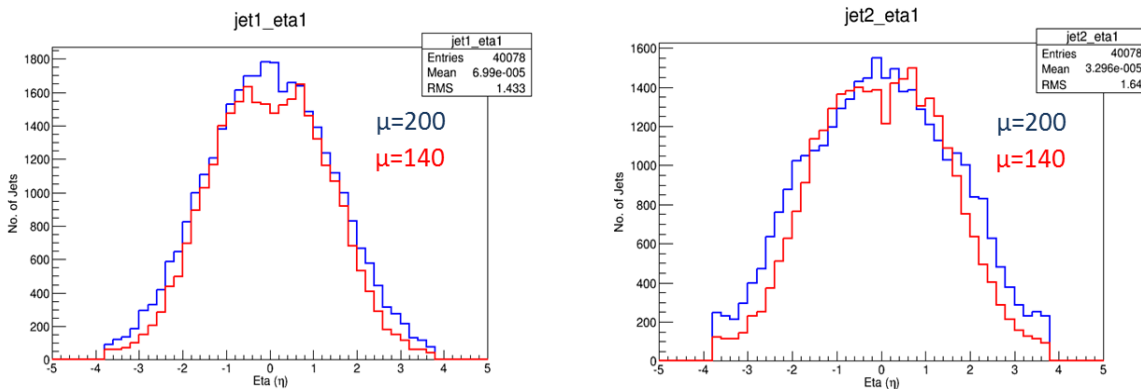 jet1_eta1
jet1_eta1
Entries 40078
Mean 6.99e-005
RMS 1.433
μ=200
μ=140
No. of Jets
1800
1600
1400
1200
1000
800
600
400
200
0
-5 -4 -3 -2 -1 0 1 2 3 4 5
Eta (η)
jet2_eta1
jet2_eta1
Entries 40078
Mean 3.296e-005
RMS 1.64
μ=200
μ=140
No. of Jets
1600
1400
1200
1000
800
600
400
200
0
-5 -4 -3 -2 -1 0 1 2 3 4 5
Eta (η)